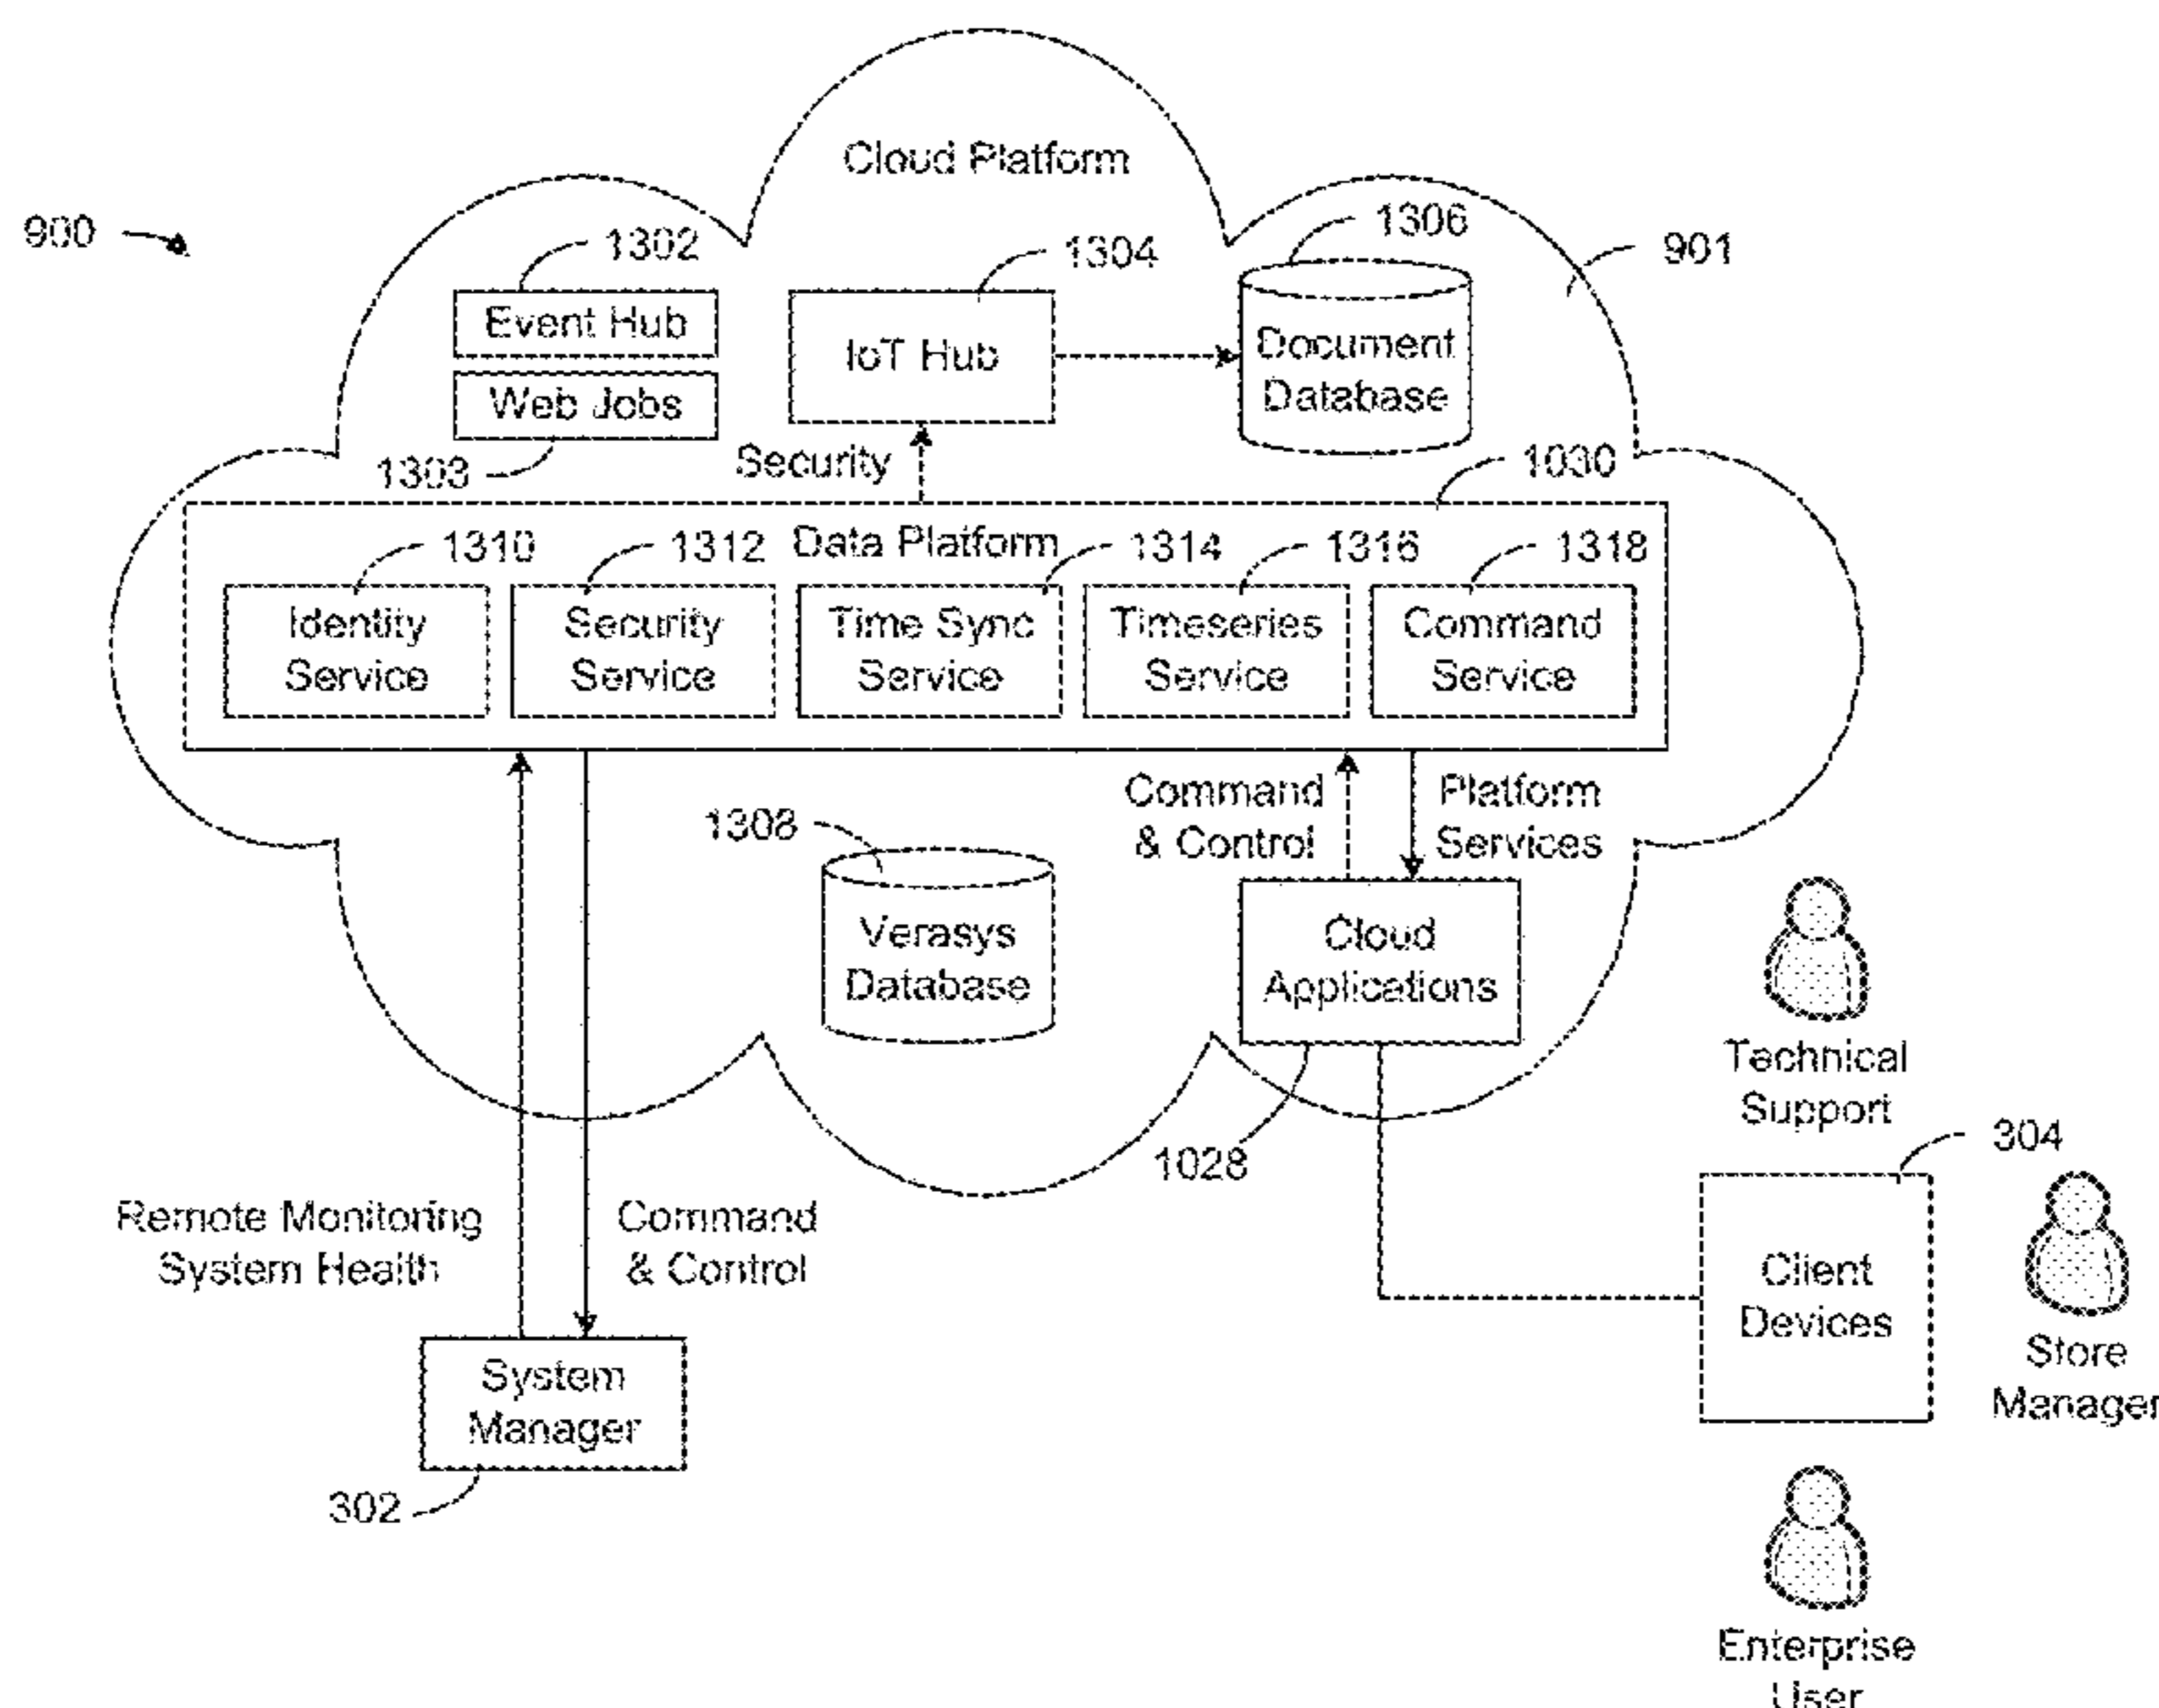 Cloud Platform
900
1302
1304
1306
901
Event Hub
Web Jobs
IoT Hub
Document
Database
1303
Security
1030
Data Platform
1310
1312
1314
1316
1318
Identity
Service
Security
Service
Time Sync
Service
Timeseries
Service
Command
Service
Command
& Control
Platform
Services
1308
Verasys
Database
Cloud
Applications
1028
Technical
Support
304
Remote Monitoring
System Health
Command
& Control
Client
Devices
Store
Manager
System
Manager
302
Enterprise
User